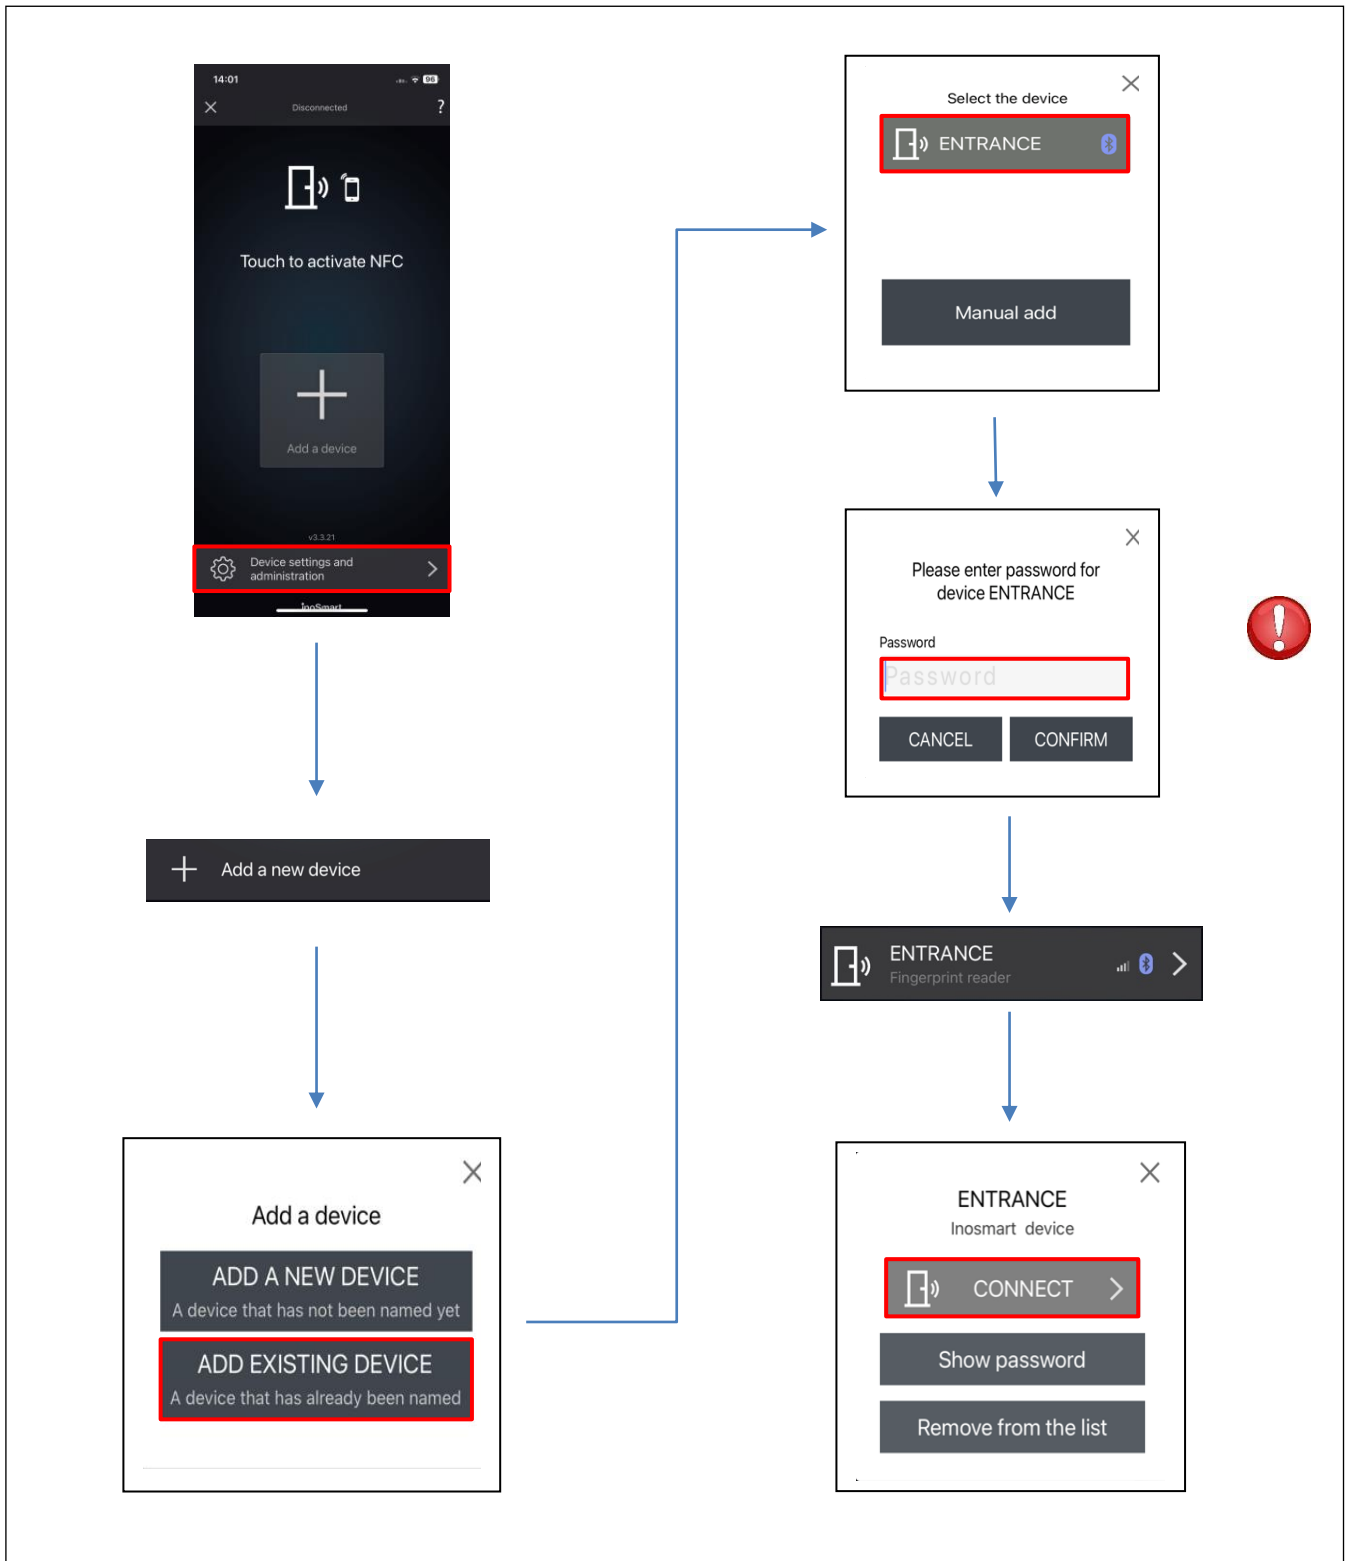 14:01
96
Disconnected
?
Touch to activate NFC
Add a device
v3.3.21
Device settings and
administration
InoSmart
Add a new device
Add a device
ADD A NEW DEVICE
A device that has not been named yet
ADD EXISTING DEVICE
A device that has already been named
Select the device
ENTRANCE
Manual add
Please enter password for
device ENTRANCE
Password
Password
CANCEL CONFIRM
ENTRANCE
Fingerprint reader
ENTRANCE
Inosmart device
CONNECT
Show password
Remove from the list